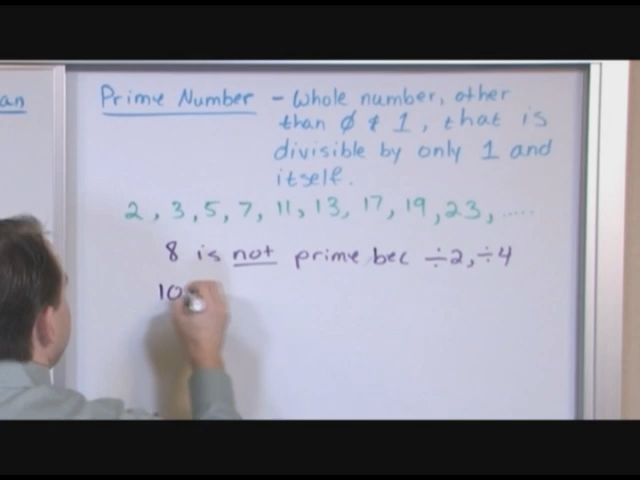 an
Prime Number - Whole number, other
than 0 & 1, that is
divisible by only 1 and
itself.
2, 3, 5, 7, 11, 13, 17, 19, 23, .....
8 is not prime bec ÷2, ÷4
10